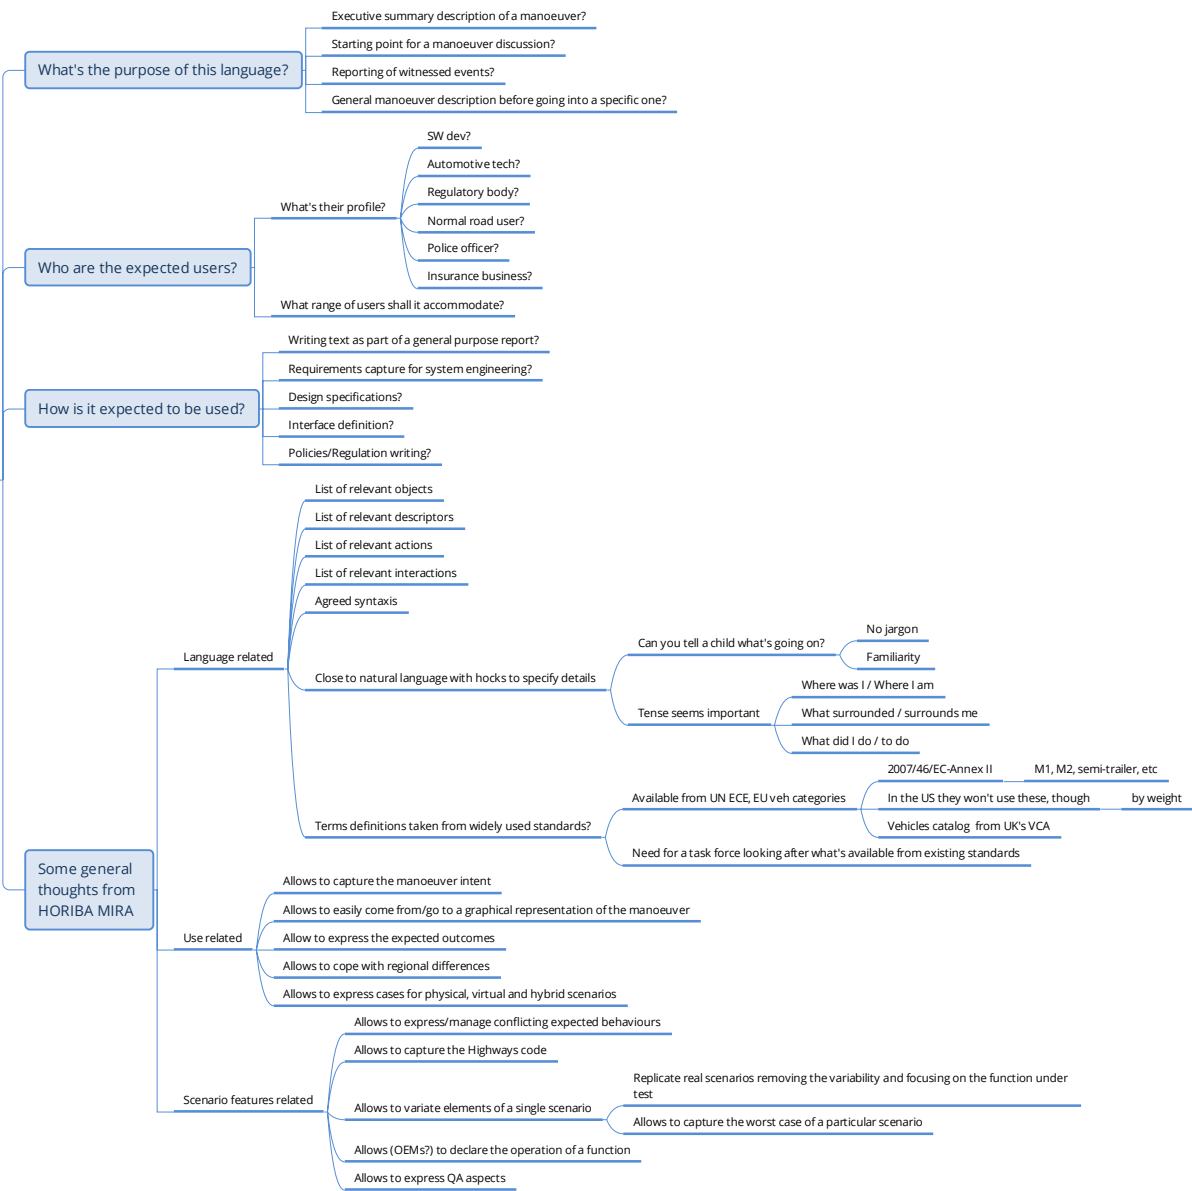 What's the purpose of this language?
Executive summary description of a manoeuver?
Starting point for a manoeuver discussion?
Reporting of witnessed events?
General manoeuver description before going into a specific one?
Who are the expected users?
What's their profile?
SW dev?
Automotive tech?
Regulatory body?
Normal road user?
Police officer?
Insurance business?
What range of users shall it accommodate?
How is it expected to be used?
Writing text as part of a general purpose report?
Requirements capture for system engineering?
Design specifications?
Interface definition?
Policies/Regulation writing?
Some general
thoughts from
HORIBA MIRA
Language related
List of relevant objects
List of relevant descriptors
List of relevant actions
List of relevant interactions
Agreed syntaxis
Close to natural language with hocks to specify details
Can you tell a child what's going on?
No jargon
Familiarity
Tense seems important
Where was I / Where I am
What surrounded / surrounds me
What did I do / to do
Terms definitions taken from widely used standards?
Available from UN ECE, EU veh categories
2007/46/EC-Annex II
M1, M2, semi-trailer, etc
In the US they won't use these, though
by weight
Vehicles catalog  from UK's VCA
Need for a task force looking after what's available from existing standards
Use related
Allows to capture the manoeuver intent
Allows to easily come from/go to a graphical representation of the manoeuver
Allow to express the expected outcomes
Allows to cope with regional differences
Allows to express cases for physical, virtual and hybrid scenarios
Scenario features related
Allows to express/manage conflicting expected behaviours
Allows to capture the Highways code
Allows to variate elements of a single scenario
Replicate real scenarios removing the variability and focusing on the function under
test
Allows to capture the worst case of a particular scenario
Allows (OEMs?) to declare the operation of a function
Allows to express QA aspects